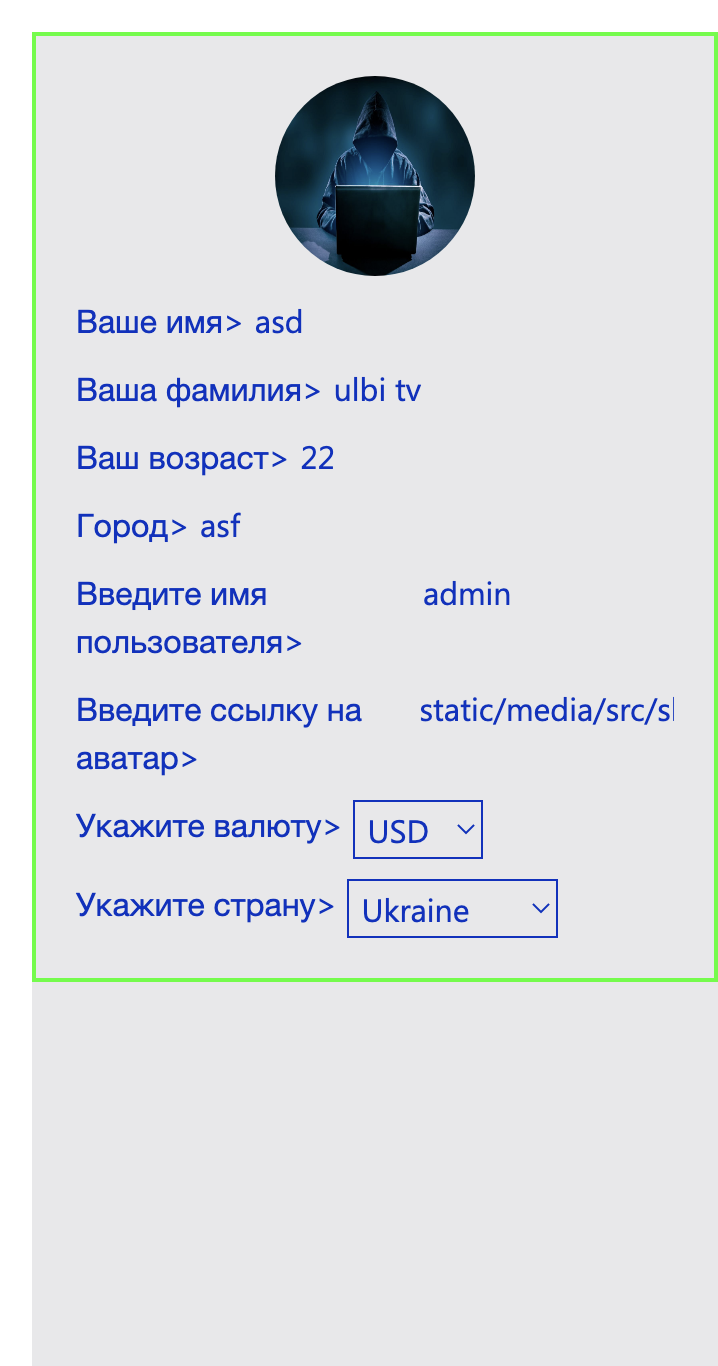 Ваше имя> asd
Ваша фамилия> ulbi tv
Ваш возраст> 22
Город> asf
Введите имя admin
пользователя>
Введите ссылку на static/media/src/s
аватар>
Укажите валюту> USD
Укажите страну> Ukraine